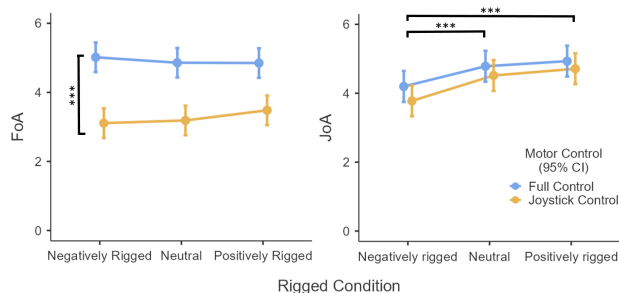 6
4
2
0
FoA
***
Negatively Rigged
Neutral
Positively Rigged
6
4
2
0
JoA
***
***
Motor Control
(95% CI)
Full Control
Joystick Control
Negatively rigged
Neutral
Positively rigged
Rigged Condition